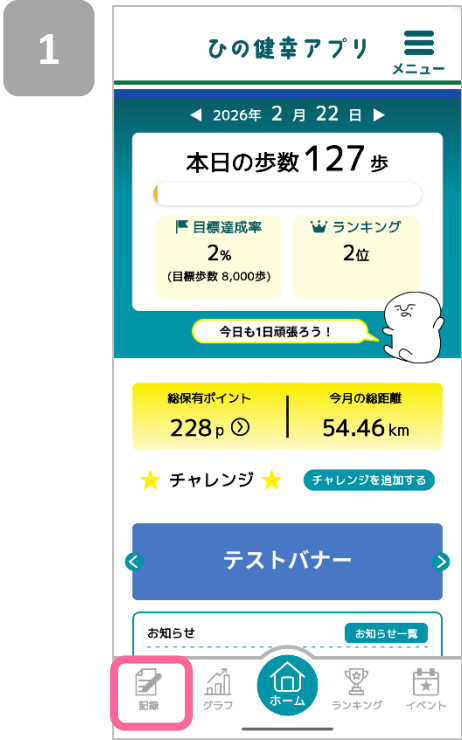 1
ひの健幸アプリ
メニュー
◀ 2026年 2 月 22 日 ▶
本日の歩数 127 歩
目標達成率
2%
(目標歩数 8,000歩)
ランキング
2位
今日も1日頑張ろう！
総保有ポイント
228 p
今月の総距離
54.46 km
チャレンジ
チャレンジを追加する
テストバナー
お知らせ
お知らせ一覧
記録
グラフ
ホーム
ランキング
イベント